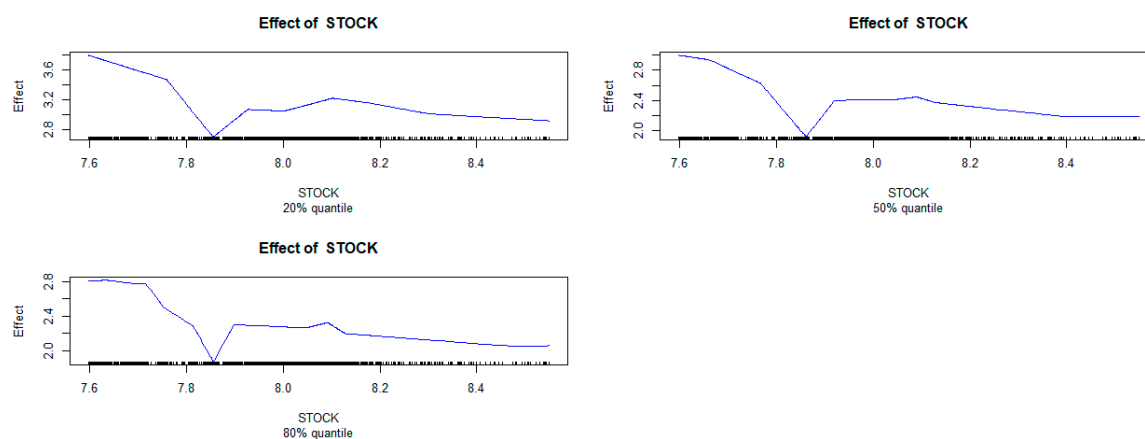 Effect of STOCK
Effect
2.8 3.2 3.6
7.6 7.8 8.0 8.2 8.4
STOCK
20% quantile
Effect of STOCK
Effect
2.0 2.4 2.8
7.6 7.8 8.0 8.2 8.4
STOCK
50% quantile
Effect of STOCK
Effect
2.0 2.4 2.8
7.6 7.8 8.0 8.2 8.4
STOCK
80% quantile